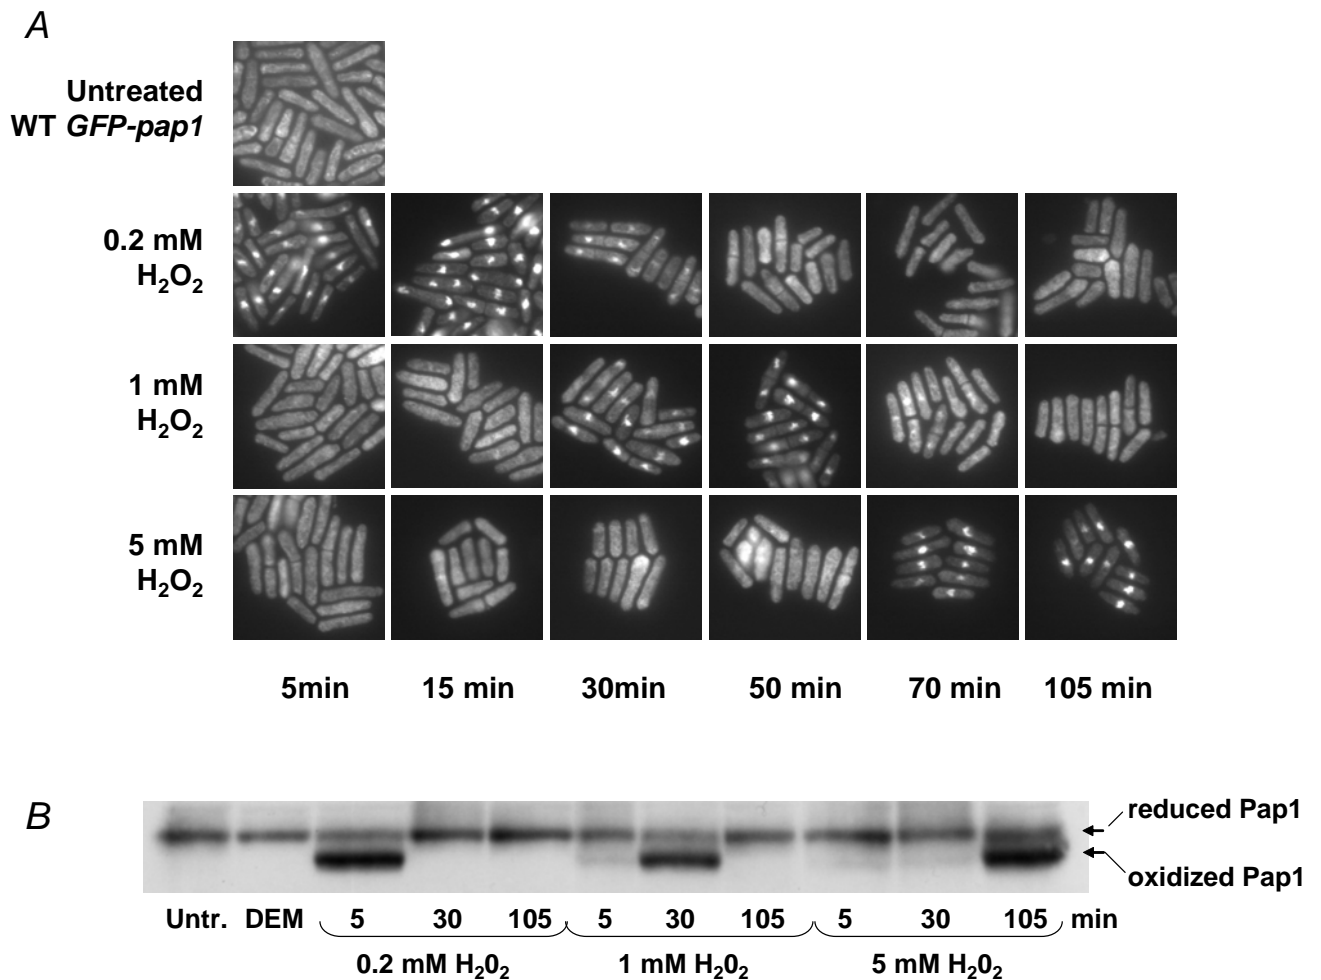 A
Untreated
WT GFP-pap1
0.2 mM
H₂O₂
1 mM
H₂O₂
5 mM
H₂O₂
5min 15 min 30min 50 min 70 min 105 min
B
reduced Pap1
oxidized Pap1
Untr. DEM 5 30 105 5 30 105 5 30 105 min
0.2 mM H₂0₂ 1 mM H₂0₂ 5 mM H₂0₂